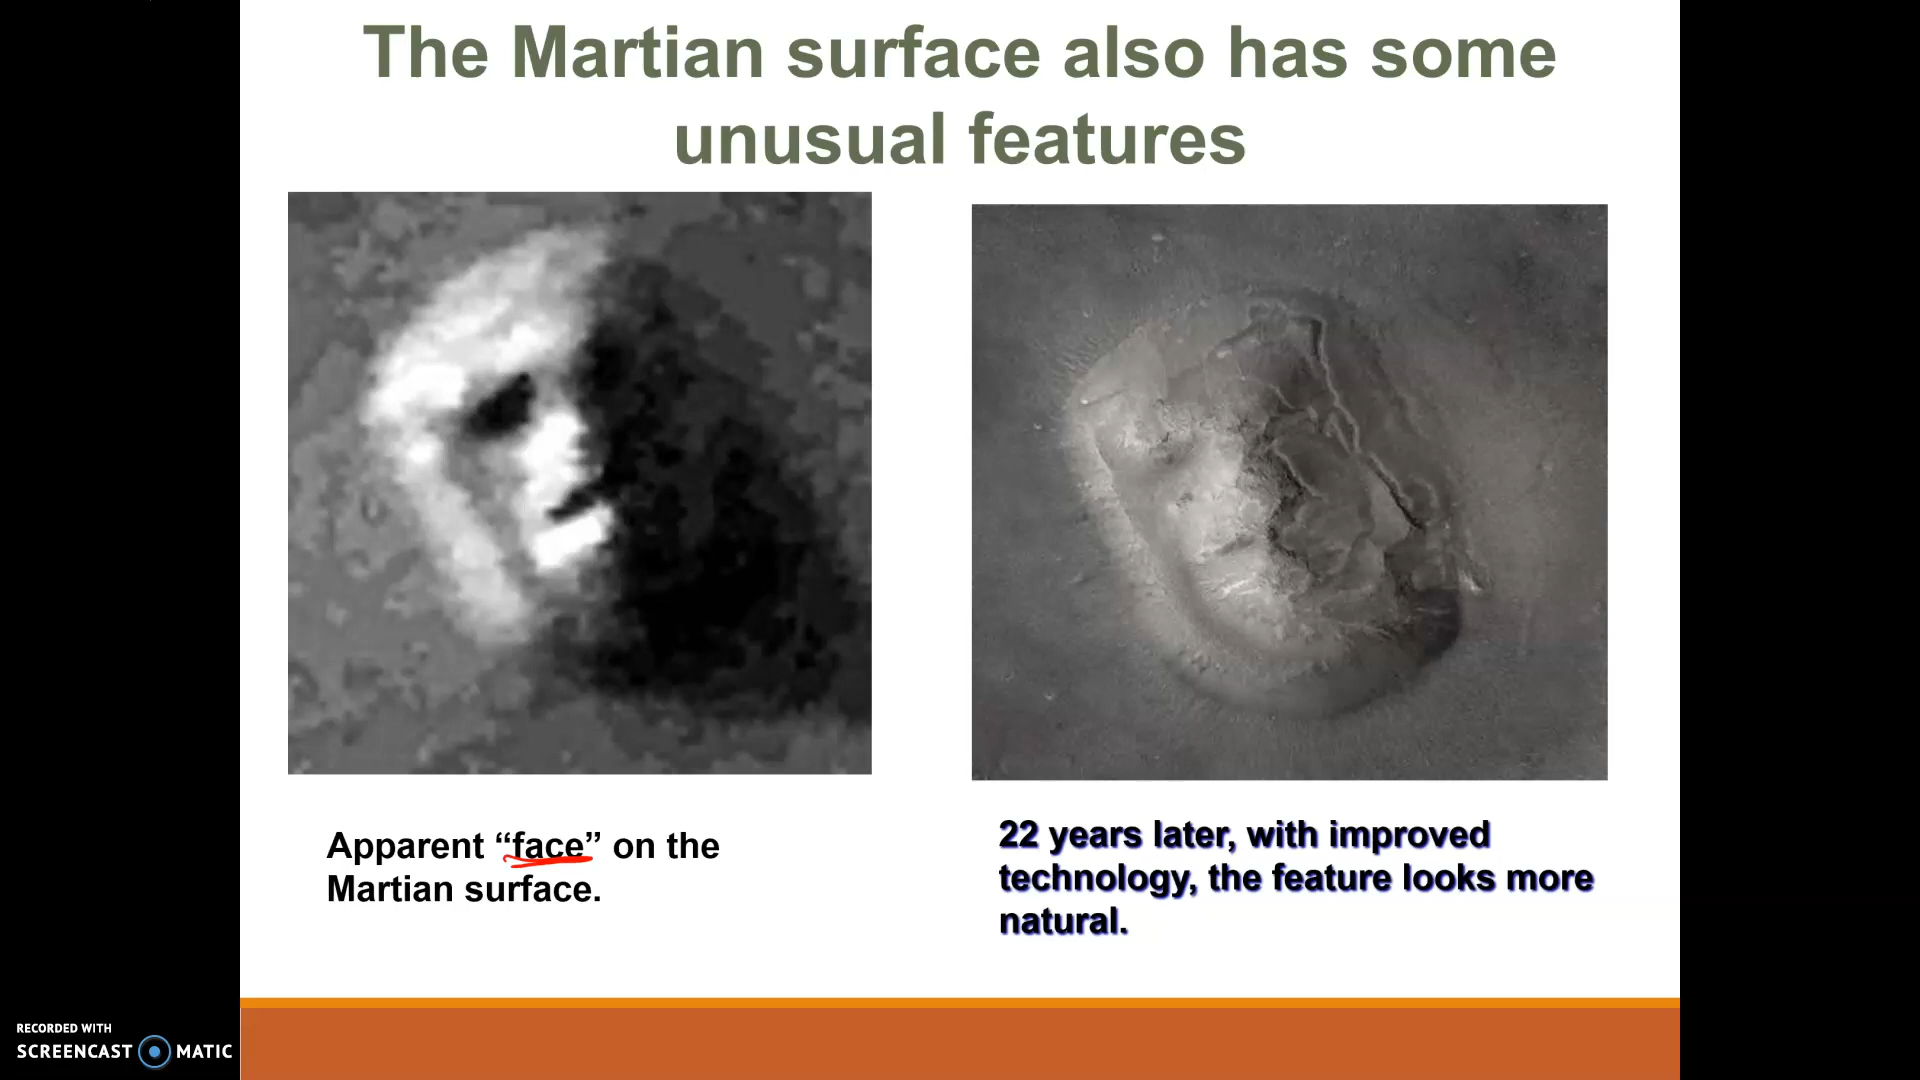 The Martian surface also has some
unusual features
Apparent “face” on the
Martian surface.
22 years later, with improved
technology, the feature looks more
natural.
RECORDED WITH
SCREENCAST MATIC